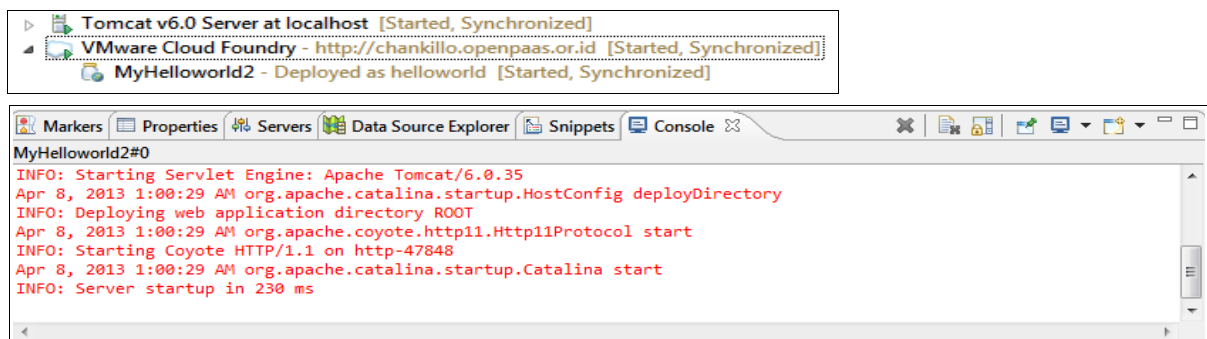 Tomcat v6.0 Server at localhost [Started, Synchronized]
VMware Cloud Foundry - http://chankillo.openpaas.or.id [Started, Synchronized]
MyHelloworld2 - Deployed as helloworld [Started, Synchronized]
Markers Properties Servers Data Source Explorer Snippets Console
MyHelloworld2#0
INFO: Starting Servlet Engine: Apache Tomcat/6.0.35
Apr 8, 2013 1:00:29 AM org.apache.catalina.startup.HostConfig deployDirectory
INFO: Deploying web application directory ROOT
Apr 8, 2013 1:00:29 AM org.apache.coyote.http11.Http11Protocol start
INFO: Starting Coyote HTTP/1.1 on http-47848
Apr 8, 2013 1:00:29 AM org.apache.catalina.startup.Catalina start
INFO: Server startup in 230 ms